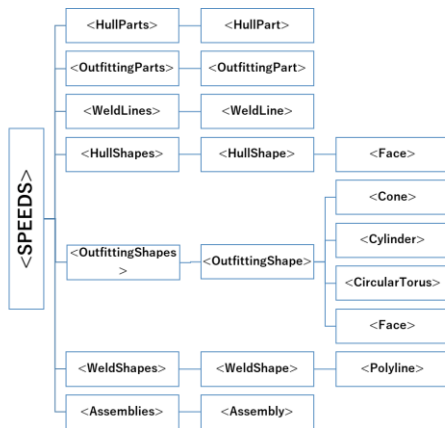 <SPEEDS>
<HullParts>
<HullPart>
<OutfittingParts>
<OutfittingPart>
<WeldLines>
<WeldLine>
<HullShapes>
<HullShape>
<Face>
<OutfittingShapes
>
<OutfittingShape>
<Cone>
<Cylinder>
<CircularTorus>
<Face>
<WeldShapes>
<WeldShape>
<Polyline>
<Assemblies>
<Assembly>